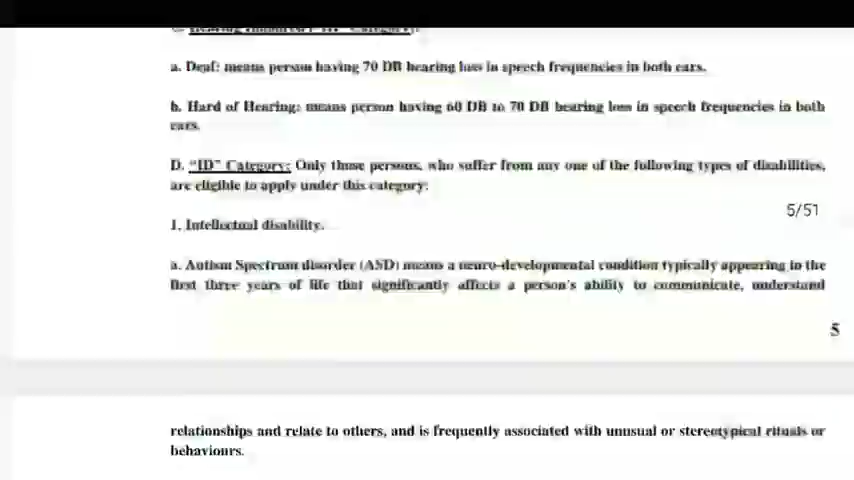 a. Deaf: means person having 70 DB hearing loss in speech frequencies in both ears.
b. Hard of Hearing: means person having 60 DB to 70 DB hearing loss in speech frequencies in both
ears.
D. "ID" Category: Only those persons, who suffer from any one of the following types of disabilities,
are eligible to apply under this category:
5/51
1. Intellectual disability.
a. Autism Spectrum disorder (ASD) means a neuro-developmental condition typically appearing in the
first three years of life that significantly affects a person's ability to communicate, understand
5
relationships and relate to others, and is frequently associated with unusual or stereotypical rituals or
behaviours.